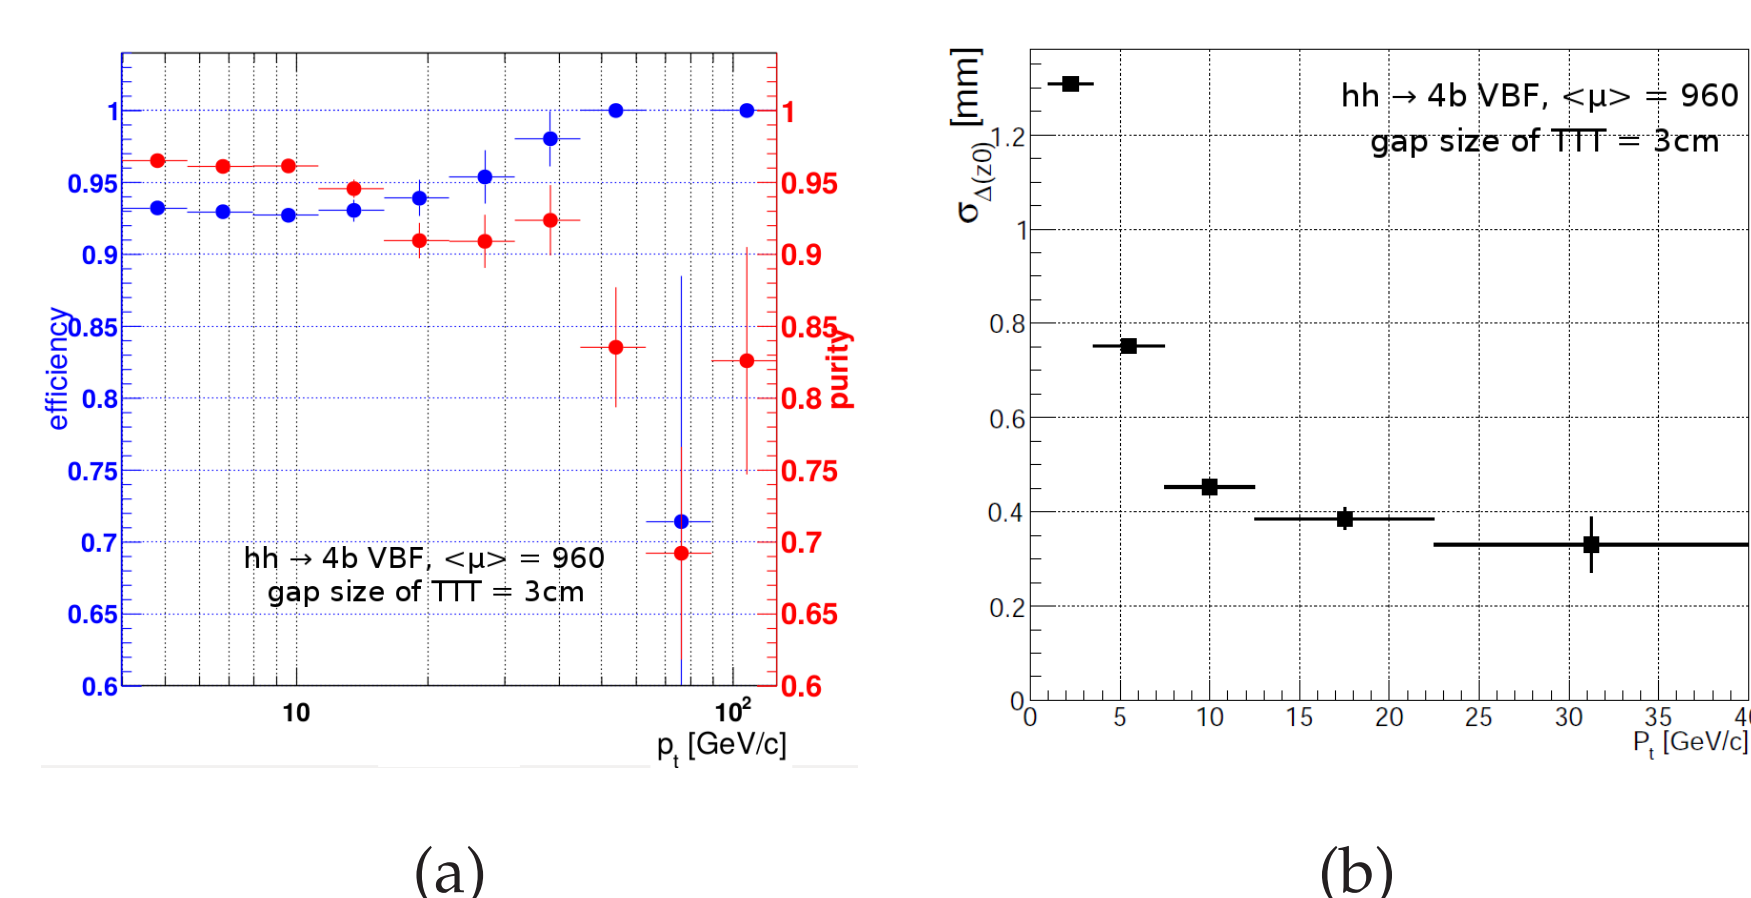 1
0.95
0.9
0.85
0.8
0.75
0.7
0.65
0.6
efficiency
1
0.95
0.9
0.85
0.8
0.75
0.7
0.65
0.6
purity
hh → 4b VBF, <μ> = 960
gap size of TTT = 3cm
10
10²
pt [GeV/c]
(a)
σΔ(z0) [mm]
1.2
1
0.8
0.6
0.4
0.2
0
hh → 4b VBF, <μ> = 960
gap size of TTT = 3cm
0 5 10 15 20 25 30 35 40
Pt [GeV/c]
(b)